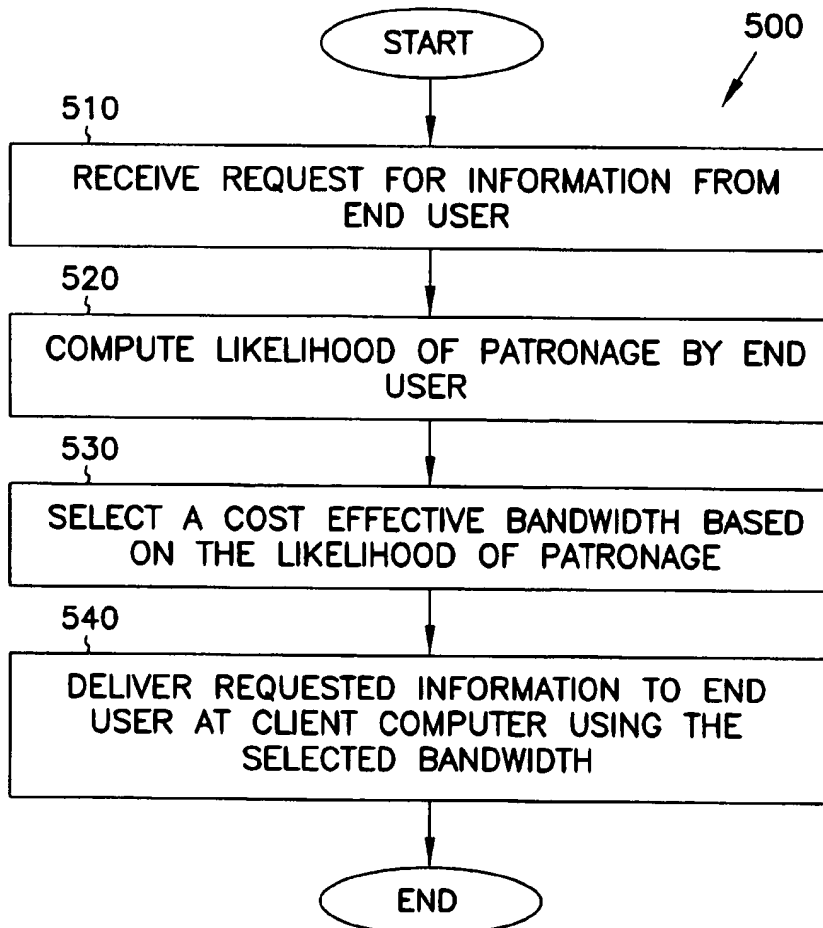 START
500
510
RECEIVE REQUEST FOR INFORMATION FROM
END USER
520
COMPUTE LIKELIHOOD OF PATRONAGE BY END
USER
530
SELECT A COST EFFECTIVE BANDWIDTH BASED
ON THE LIKELIHOOD OF PATRONAGE
540
DELIVER REQUESTED INFORMATION TO END
USER AT CLIENT COMPUTER USING THE
SELECTED BANDWIDTH
END